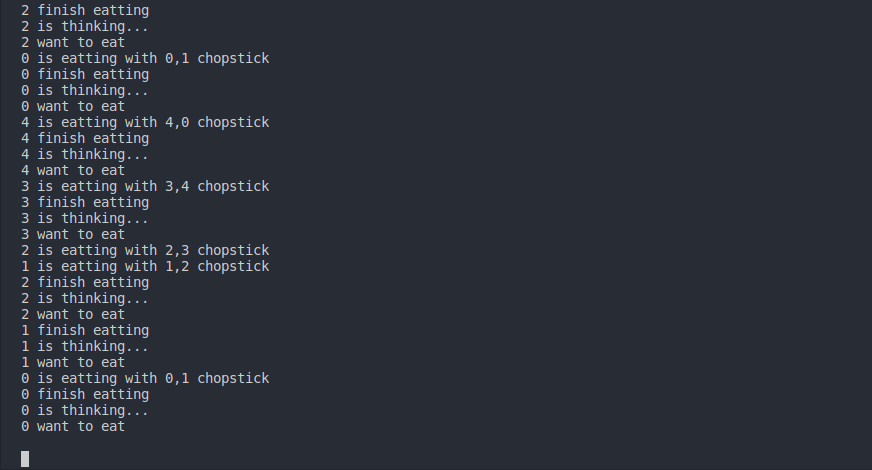 2 finish eatting
2 is thinking...
2 want to eat
0 is eatting with 0,1 chopstick
0 finish eatting
0 is thinking...
0 want to eat
4 is eatting with 4,0 chopstick
4 finish eatting
4 is thinking...
4 want to eat
3 is eatting with 3,4 chopstick
3 finish eatting
3 is thinking...
3 want to eat
2 is eatting with 2,3 chopstick
1 is eatting with 1,2 chopstick
2 finish eatting
2 is thinking...
2 want to eat
1 finish eatting
1 is thinking...
1 want to eat
0 is eatting with 0,1 chopstick
0 finish eatting
0 is thinking...
0 want to eat